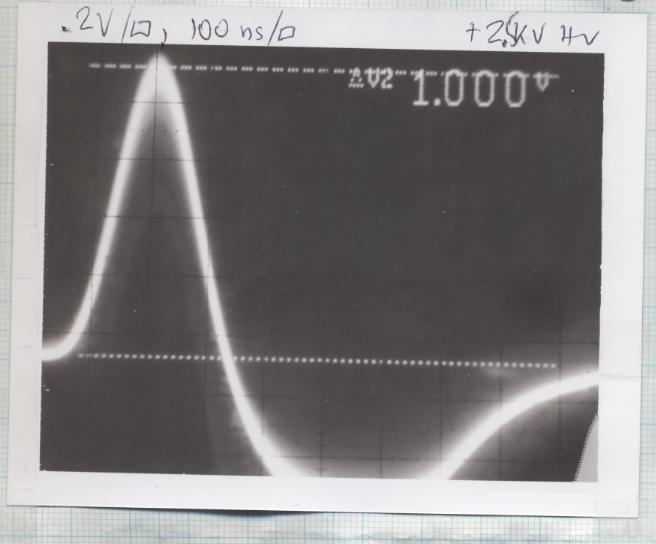 .2V/□, 100 ns/□ +2.5KV HV
ΔV2 1.000V